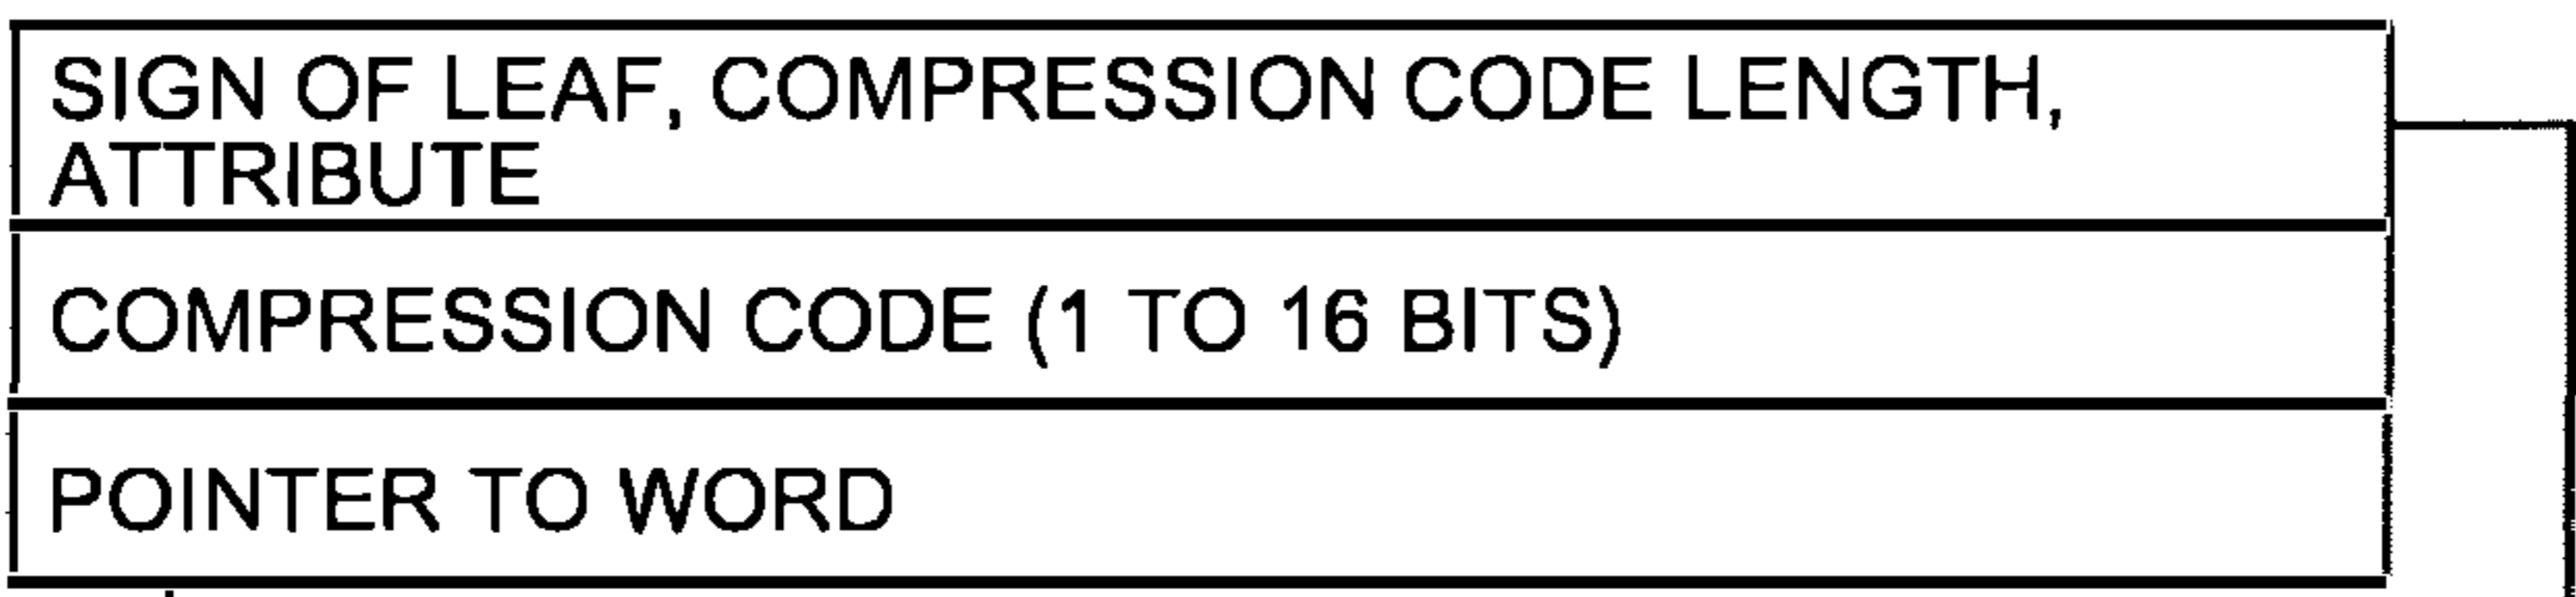 SIGN OF LEAF, COMPRESSION CODE LENGTH,
ATTRIBUTE
COMPRESSION CODE (1 TO 16 BITS)
POINTER TO WORD